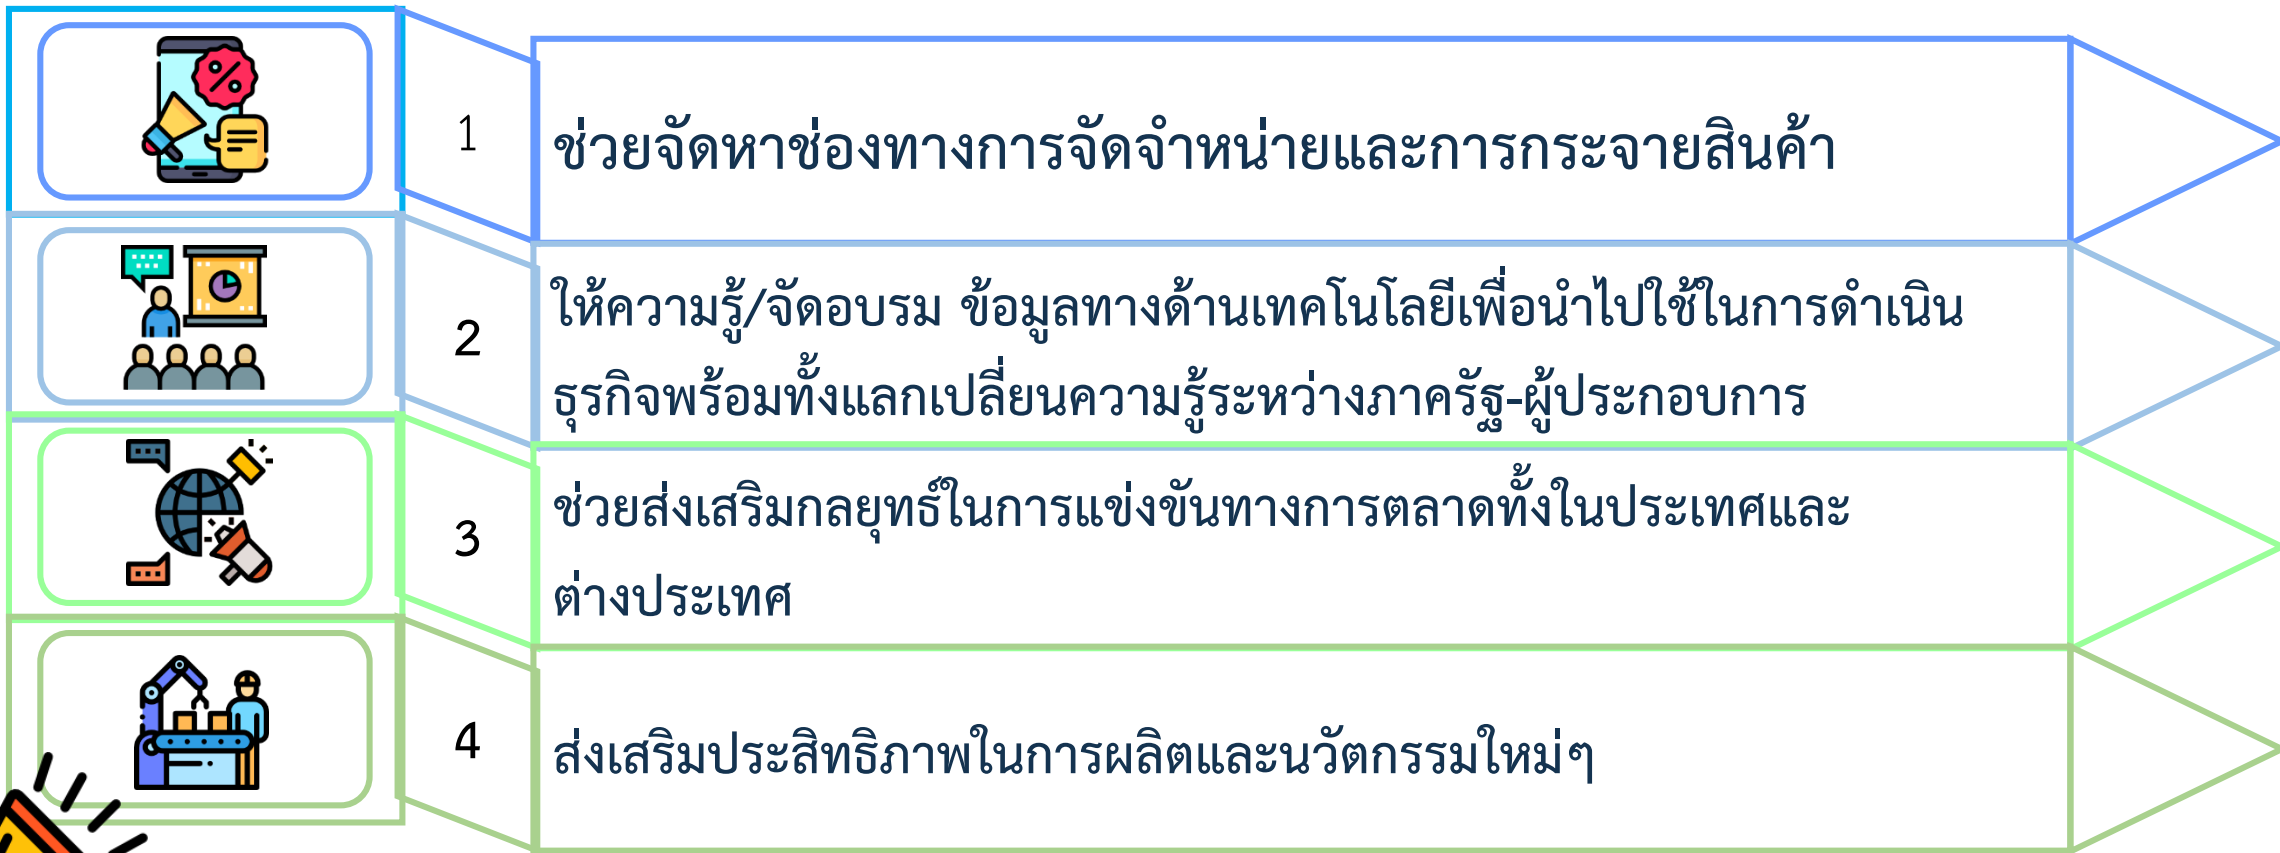 1
ช่วยจัดหาช่องทางการจัดจำหน่ายและการกระจายสินค้า
2
ให้ความรู้/จัดอบรม ข้อมูลทางด้านเทคโนโลยีเพื่อนำไปใช้ในการดำเนิน
ธุรกิจพร้อมทั้งแลกเปลี่ยนความรู้ระหว่างภาครัฐ-ผู้ประกอบการ
3
ช่วยส่งเสริมกลยุทธ์ในการแข่งขันทางการตลาดทั้งในประเทศและ
ต่างประเทศ
4
ส่งเสริมประสิทธิภาพในการผลิตและนวัตกรรมใหม่ๆ